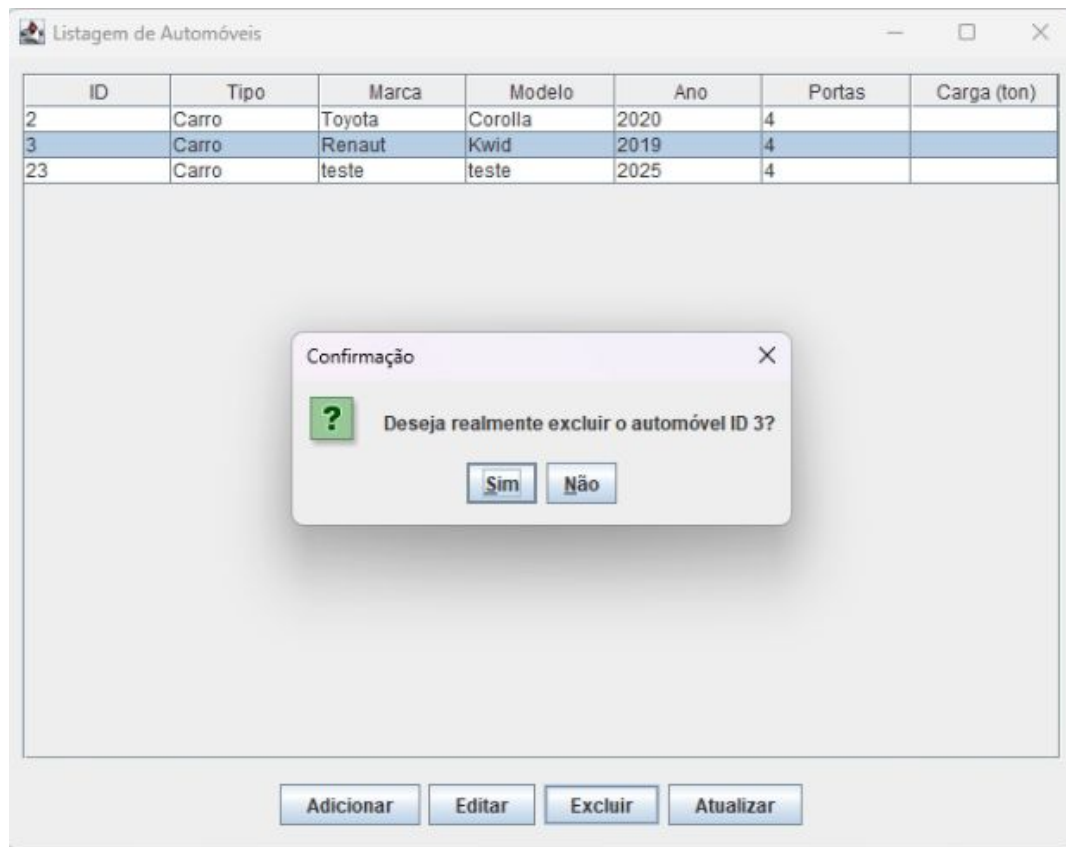 Listagem de Automóveis
ID Tipo Marca Modelo Ano Portas Carga (ton)
2 Carro Toyota Corolla 2020 4
3 Carro Renaut Kwid 2019 4
23 Carro teste teste 2025 4
Confirmação
? Deseja realmente excluir o automóvel ID 3?
Sim Não
Adicionar Editar Excluir Atualizar